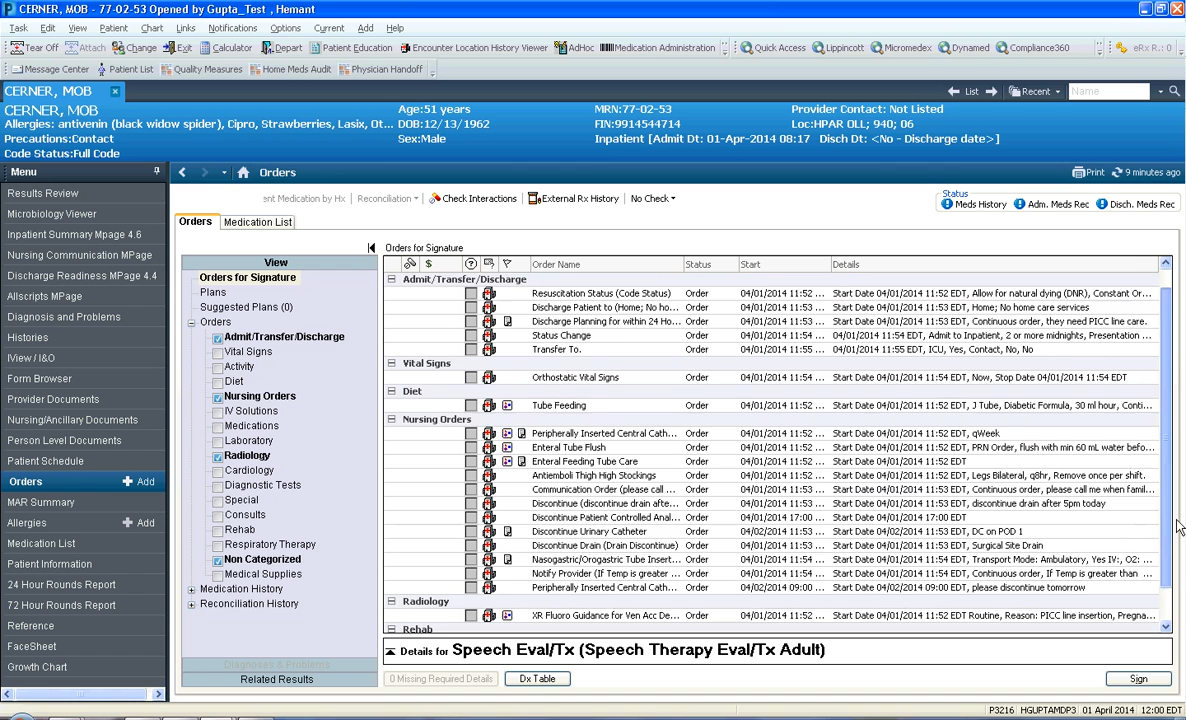 CERNER, MOB - 77-02-53 Opened by Gupta_Test , Hemant
Task Edit View Patient Chart Links Notifications Options Current Add Help
Tear Off Attach Change Exit Calculator Depart Patient Education Encounter Location History Viewer AdHoc Medication Administration Quick Access Lippincott Micromedex Dynamed Compliance360 eRx R.: 0
Message Center Patient List Quality Measures Home Meds Audit Physician Handoff
CERNER, MOB List Recent Name
CERNER, MOB Age:51 years MRN:77-02-53 Provider Contact: Not Listed
Allergies: antivenin (black widow spider), Cipro, Strawberries, Lasix, Ot... DOB:12/13/1962 FIN:9914544714 Loc:HPAR OLL; 940; 06
Precautions:Contact Sex:Male Inpatient [Admit Dt: 01-Apr-2014 08:17 Disch Dt: <No - Discharge date>]
Code Status:Full Code
Menu
Results Review
Microbiology Viewer
Inpatient Summary Mpage 4.6
Nursing Communication MPage
Discharge Readiness MPage 4.4
Allscripts MPage
Diagnosis and Problems
Histories
IView / I&O
Form Browser
Provider Documents
Nursing/Ancillary Documents
Person Level Documents
Patient Schedule
Orders Add
MAR Summary
Allergies Add
Medication List
Patient Information
24 Hour Rounds Report
72 Hour Rounds Report
Reference
FaceSheet
Growth Chart
Orders Print 9 minutes ago
ent Medication by Hx Reconciliation Check Interactions External Rx History No Check
Status
Meds History Adm. Meds Rec Disch. Meds Rec
Orders Medication List
View
Orders for Signature
Plans
Suggested Plans (0)
Orders
Admit/Transfer/Discharge
Vital Signs
Activity
Diet
Nursing Orders
IV Solutions
Medications
Laboratory
Radiology
Cardiology
Diagnostic Tests
Special
Consults
Rehab
Respiratory Therapy
Non Categorized
Medical Supplies
Medication History
Reconciliation History
Diagnoses & Problems
Related Results
Orders for Signature
$ Order Name Status Start Details
Admit/Transfer/Discharge
Resuscitation Status (Code Status) Order 04/01/2014 11:52 ... Start Date 04/01/2014 11:52 EDT, Allow for natural dying (DNR), Constant Or...
Discharge Patient to (Home; No ho... Order 04/01/2014 11:52 ... Start Date 04/01/2014 11:52 EDT, Home; No home care services
Discharge Planning for within 24 Ho... Order 04/01/2014 11:52 ... Start Date 04/01/2014 11:52 EDT, Continuous order, they need PICC line care.
Status Change Order 04/01/2014 11:53 ... 04/01/2014 11:53 EDT, Admit to Inpatient, 2 or more midnights, Presentation ...
Transfer To. Order 04/01/2014 11:55 ... 04/01/2014 11:55 EDT, ICU, Yes, Contact, No, No
Vital Signs
Orthostatic Vital Signs Order 04/01/2014 11:54 ... Start Date 04/01/2014 11:54 EDT, Now, Stop Date 04/01/2014 11:54 EDT
Diet
Tube Feeding Order 04/01/2014 11:52 ... Start Date 04/01/2014 11:52 EDT, J Tube, Diabetic Formula, 30 ml hour, Conti...
Nursing Orders
Peripherally Inserted Central Cath... Order 04/01/2014 11:52 ... Start Date 04/01/2014 11:52 EDT, qWeek
Enteral Tube Flush Order 04/01/2014 11:52 ... Start Date 04/01/2014 11:52 EDT, PRN Order, flush with min 60 mL water befo...
Enteral Feeding Tube Care Order 04/01/2014 11:52 ... Start Date 04/01/2014 11:52 EDT
Antiemboli Thigh High Stockings Order 04/01/2014 11:52 ... Start Date 04/01/2014 11:52 EDT, Legs Bilateral, q8hr, Remove once per shift.
Communication Order (please call ... Order 04/01/2014 11:53 ... Start Date 04/01/2014 11:53 EDT, Continuous order, please call me when famil...
Discontinue (discontinue drain afte... Order 04/01/2014 11:53 ... Start Date 04/01/2014 11:53 EDT, discontinue drain after 5pm today
Discontinue Patient Controlled Anal... Order 04/01/2014 17:00 ... Start Date 04/01/2014 17:00 EDT
Discontinue Urinary Catheter Order 04/02/2014 11:53 ... Start Date 04/02/2014 11:53 EDT, DC on POD 1
Discontinue Drain (Drain Discontinue) Order 04/02/2014 11:53 ... Start Date 04/02/2014 11:53 EDT, Surgical Site Drain
Nasogastric/Orogastric Tube Insert... Order 04/01/2014 11:54 ... Start Date 04/01/2014 11:54 EDT, Transport Mode: Ambulatory, Yes IV:, O2: ...
Notify Provider (If Temp is greater ... Order 04/01/2014 11:54 ... Start Date 04/01/2014 11:54 EDT, Continuous order, If Temp is greater than ...
Peripherally Inserted Central Cath... Order 04/02/2014 09:00 ... Start Date 04/02/2014 09:00 EDT, please discontinue tomorrow
Radiology
XR Fluoro Guidance for Ven Acc De... Order 04/01/2014 11:52 ... Start Date 04/01/2014 11:52 EDT Routine, Reason: PICC line insertion, Pregna...
Rehab
Details for Speech Eval/Tx (Speech Therapy Eval/Tx Adult)
0 Missing Required Details Dx Table Sign
P3216 HGUPTAMDP3 01 April 2014 12:00 EDT